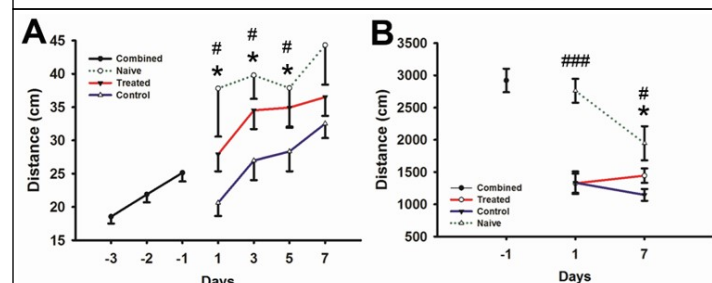 A
B
45
40
35
30
25
20
15
Distance (cm)
Combined
Naive
Treated
Control
#
*
#
*
#
*
-3 -2 -1 1 3 5 7
Days
3500
3000
2500
2000
1500
1000
500
Distance (cm)
###
#
*
Combined
Treated
Control
Naive
-1 1 7
Days